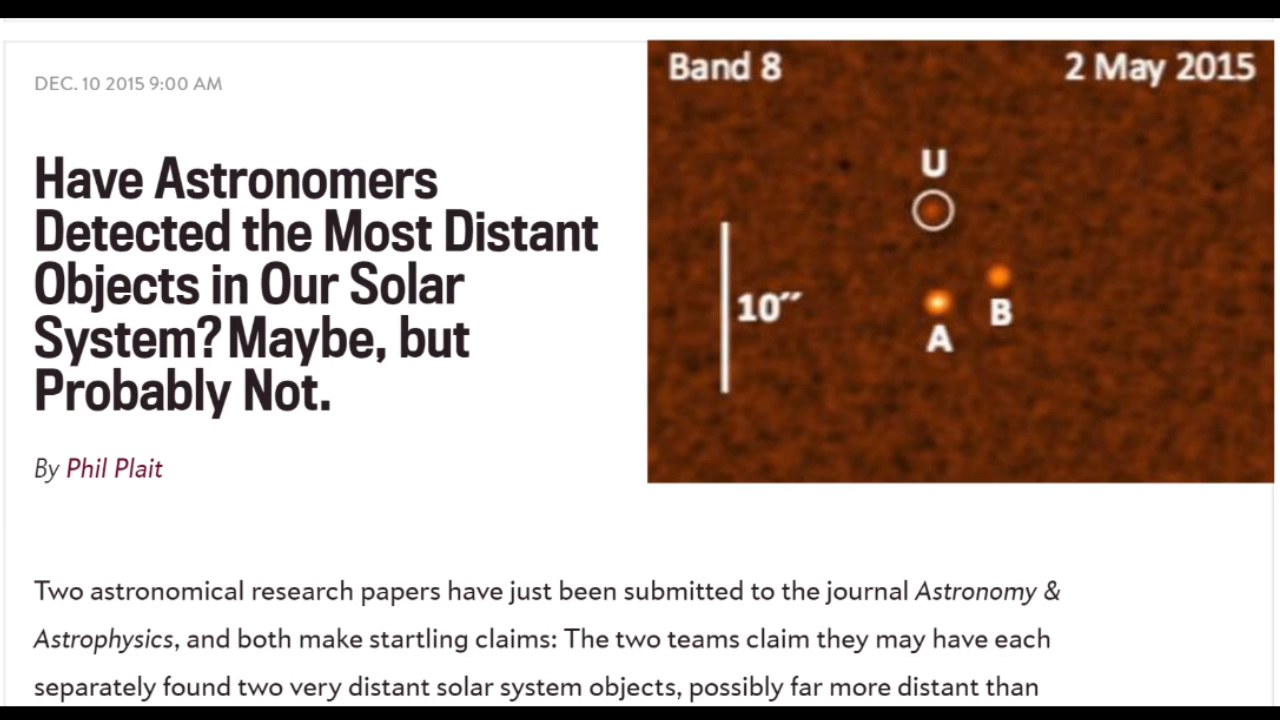 DEC. 10 2015 9:00 AM
Have Astronomers
Detected the Most Distant
Objects in Our Solar
System? Maybe, but
Probably Not.
By Phil Plait
Band 8
2 May 2015
U
10˝
B
A
Two astronomical research papers have just been submitted to the journal Astronomy &
Astrophysics, and both make startling claims: The two teams claim they may have each
separately found two very distant solar system objects, possibly far more distant than